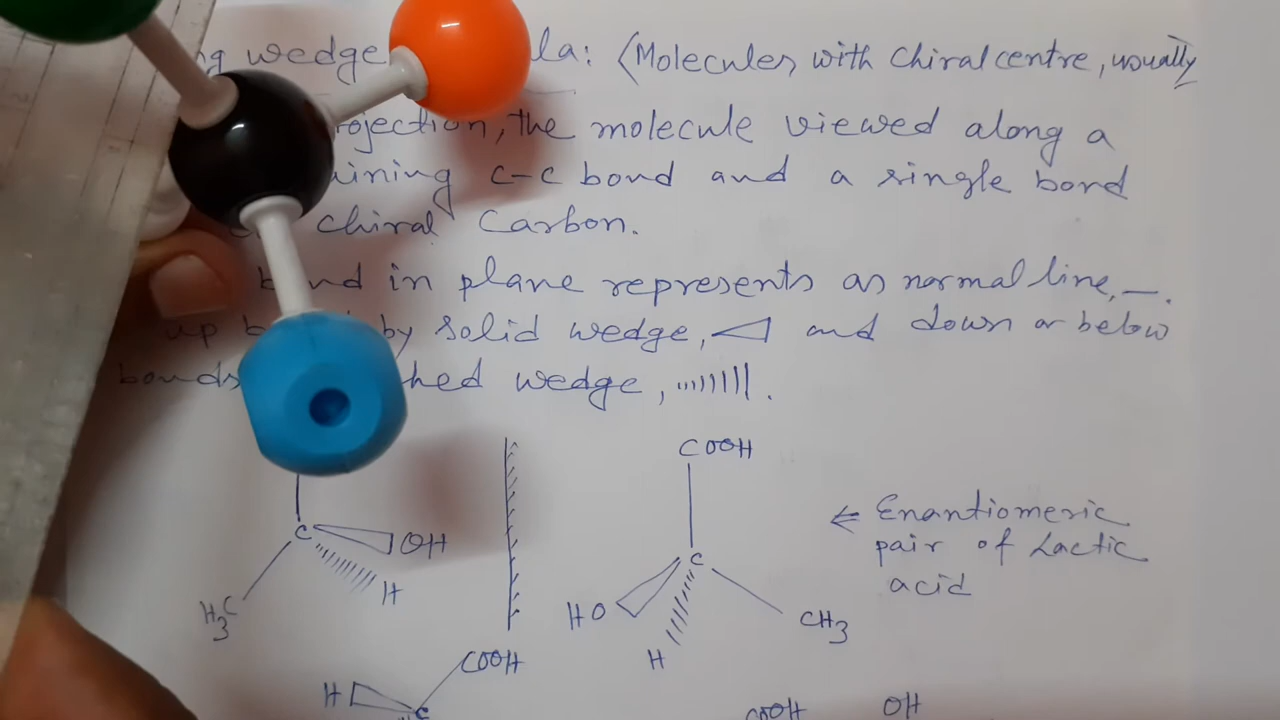 wedge la: (Molecules with Chiral centre, usually
rojection, the molecule viewed along a
ining C-C bond and a single bond
Chiral Carbon.
bond in plane represents as normal line, —.
up by solid wedge, and down or below
bonds hed wedge, .
COOH
C
OH
H
H3C
COOH
C
HO
H
CH3
← Enantiomeric
pair of Lactic
acid
COOH
H
C
COOH
OH